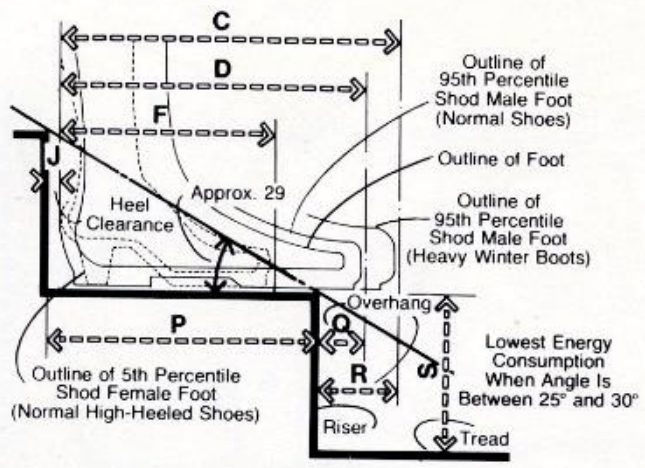 C
D
F
J
Outline of
95th Percentile
Shod Male Foot
(Normal Shoes)
Outline of Foot
Approx. 29
Heel
Clearance
Outline of
95th Percentile
Shod Male Foot
(Heavy Winter Boots)
Overhang
P
Q
R
S
Lowest Energy
Consumption
When Angle Is
Between 25° and 30°
Outline of 5th Percentile
Shod Female Foot
(Normal High-Heeled Shoes)
Riser
Tread